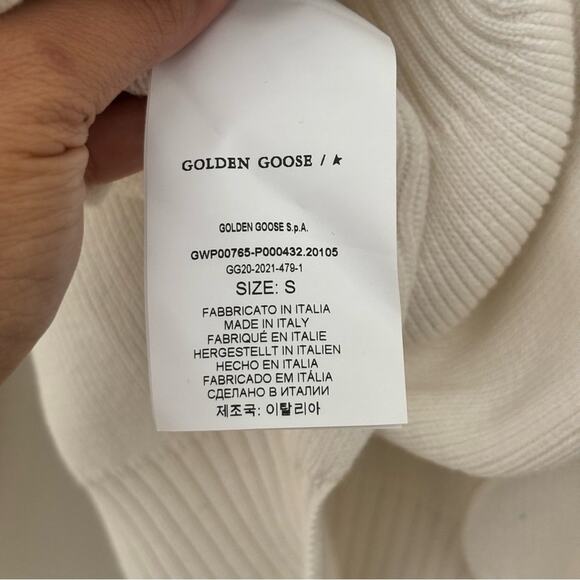 GOLDEN GOOSE / ★
GOLDEN GOOSE S.p.A.
GWP00765-P000432.20105
GG20-2021-479-1
SIZE: S
FABBRICATO IN ITALIA
MADE IN ITALY
FABRIQUÉ EN ITALIE
HERGESTELLT IN ITALIEN
HECHO EN ITALIA
FABRICADO EM ITÁLIA
СДЕЛАНО В ИТАЛИИ
제조국: 이탈리아